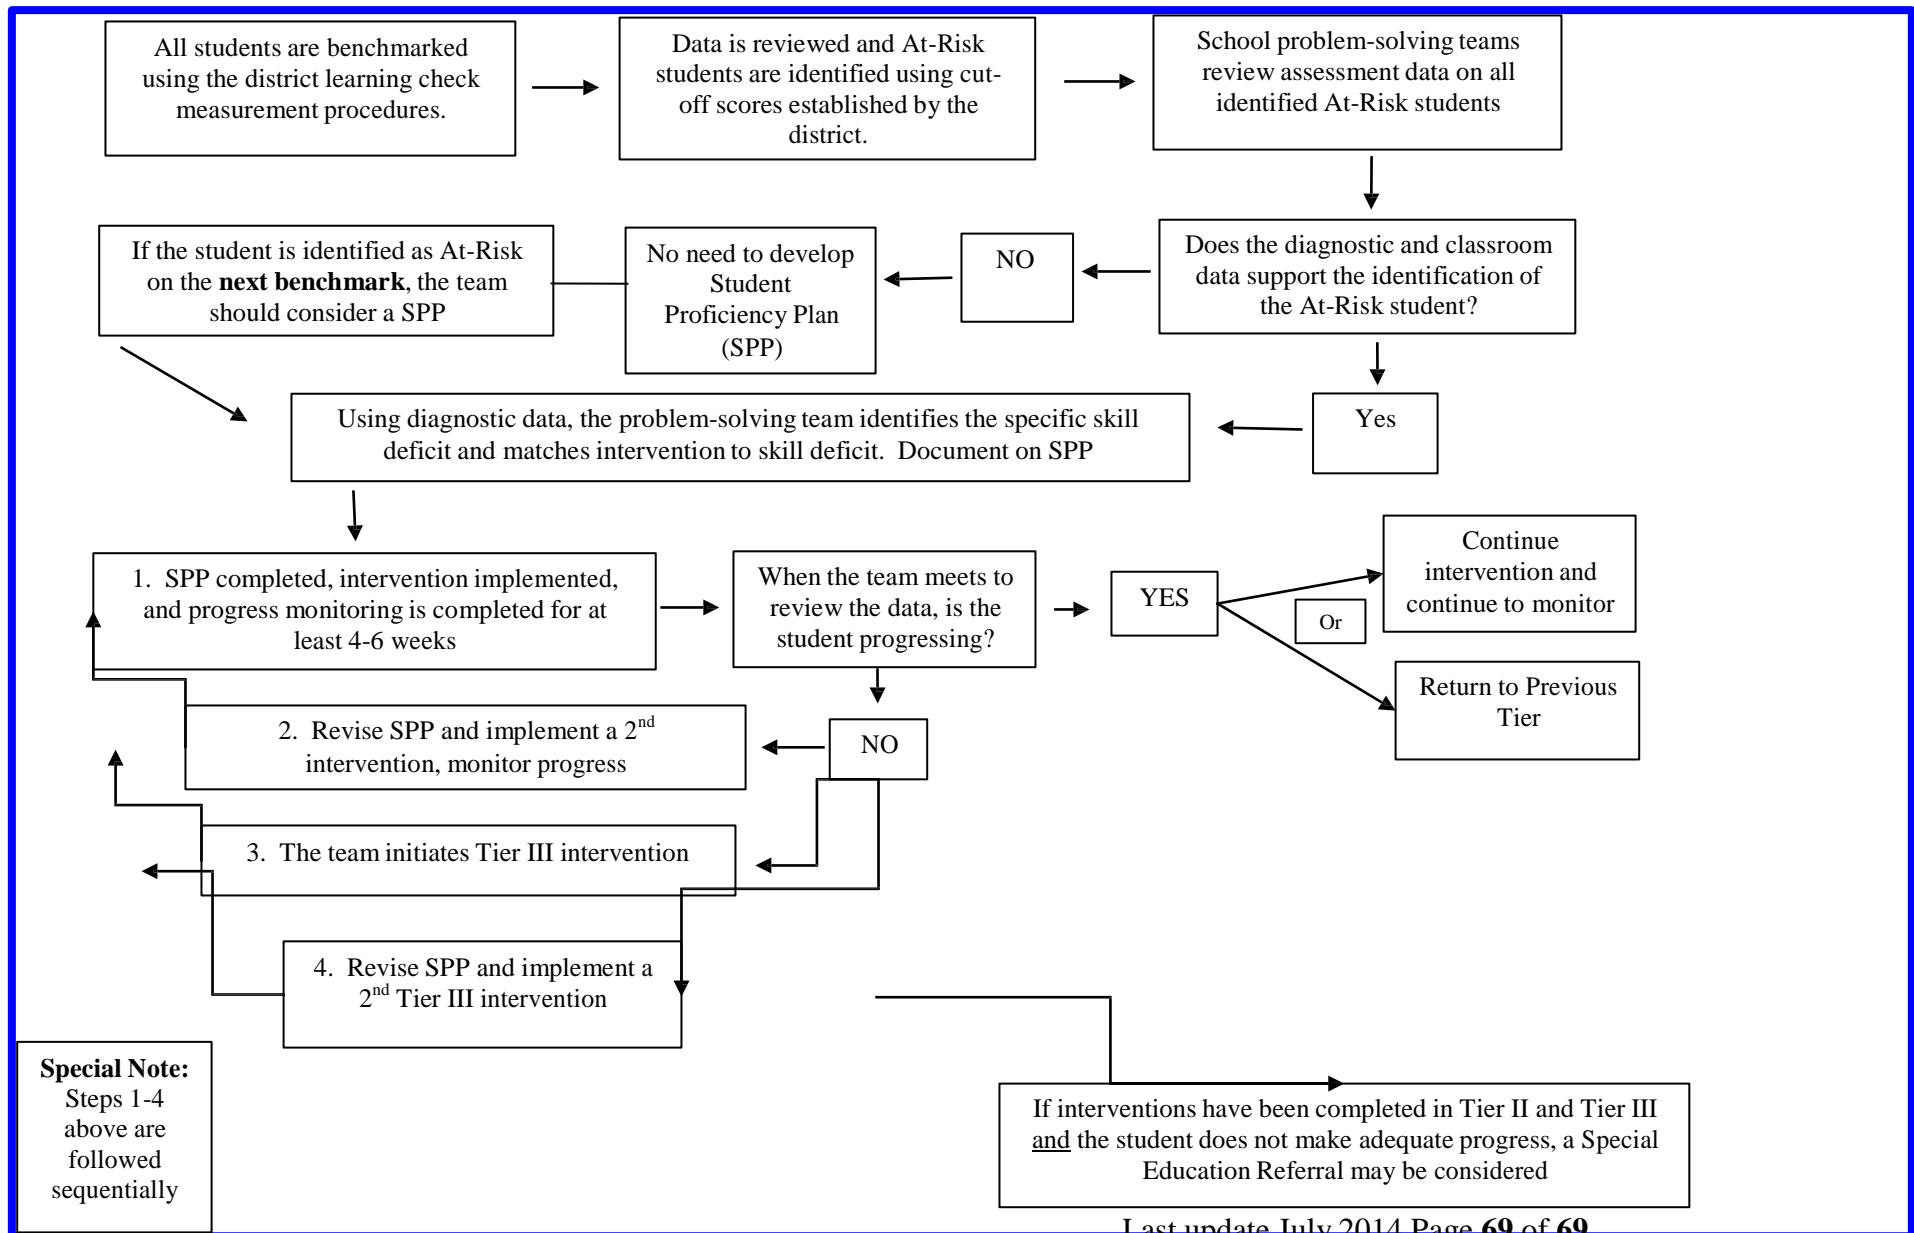 All students are benchmarked
using the district learning check
measurement procedures.
Data is reviewed and At-Risk
students are identified using cut-
off scores established by the
district.
School problem-solving teams
review assessment data on all
identified At-Risk students
If the student is identified as At-Risk
on the next benchmark, the team
should consider a SPP
No need to develop
Student
Proficiency Plan
(SPP)
NO
Does the diagnostic and classroom
data support the identification of
the At-Risk student?
Using diagnostic data, the problem-solving team identifies the specific skill
deficit and matches intervention to skill deficit. Document on SPP
Yes
1. SPP completed, intervention implemented,
and progress monitoring is completed for at
least 4-6 weeks
When the team meets to
review the data, is the
student progressing?
YES
Or
Continue
intervention and
continue to monitor
Return to Previous
Tier
2. Revise SPP and implement a 2nd
intervention, monitor progress
NO
3. The team initiates Tier III intervention
4. Revise SPP and implement a
2nd Tier III intervention
Special Note:
Steps 1-4
above are
followed
sequentially
If interventions have been completed in Tier II and Tier III
and the student does not make adequate progress, a Special
Education Referral may be considered
Last update July 2014 Page 69 of 69